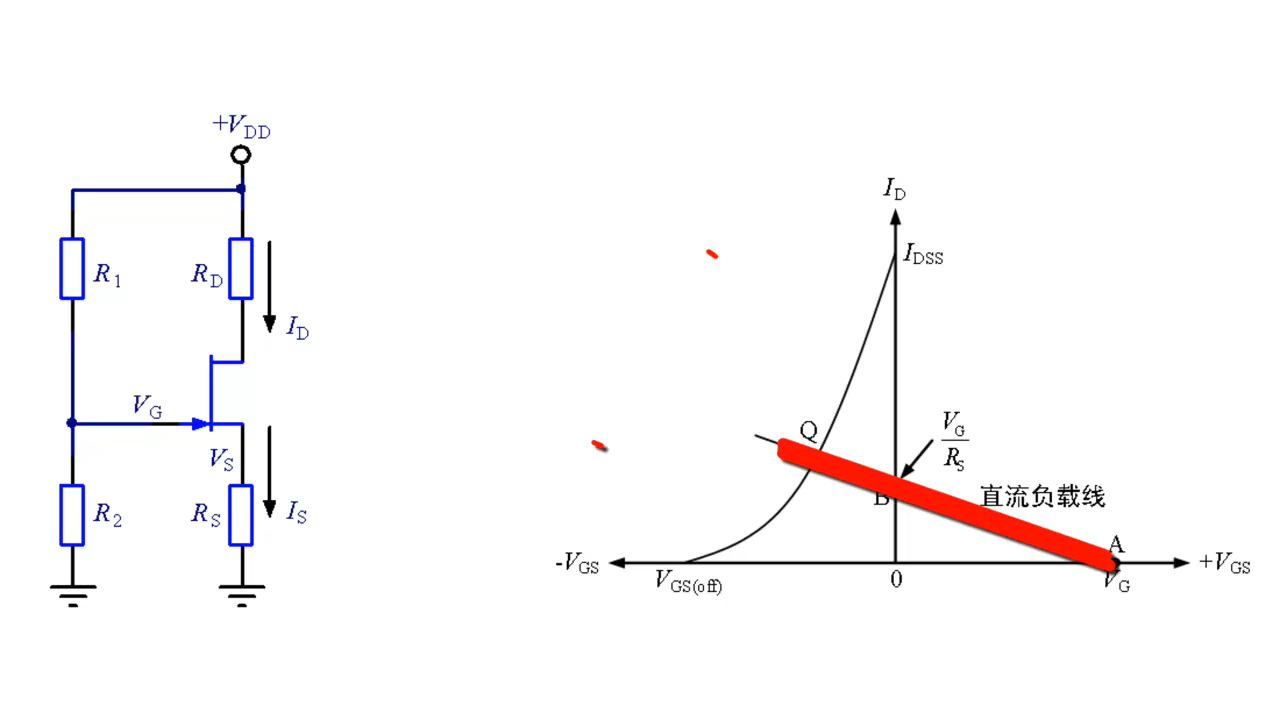 +VDD
R1
RD
ID
VG
VS
R2
RS
IS
ID
IDSS
Q
VG
RS
B
直流负载线
A
-VGS
VGS(off)
0
VG
+VGS